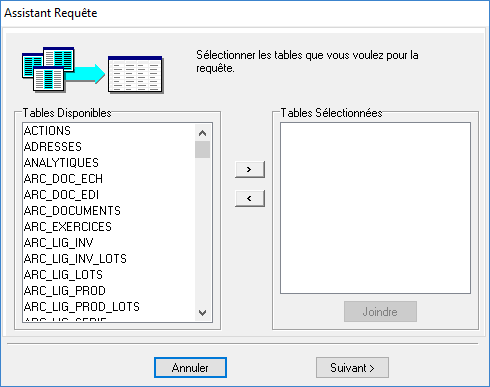 Assistant Requête
Sélectionner les tables que vous voulez pour la
requête.
Tables Disponibles
ACTIONS
ADRESSES
ANALYTIQUES
ARC_DOC_ECH
ARC_DOC_EDI
ARC_DOCUMENTS
ARC_EXERCICES
ARC_LIG_INV
ARC_LIG_INV_LOTS
ARC_LIG_LOTS
ARC_LIG_PROD
ARC_LIG_PROD_LOTS
ARC_LIG_SERIE
>
<
Tables Sélectionnées
Joindre
Annuler
Suivant >